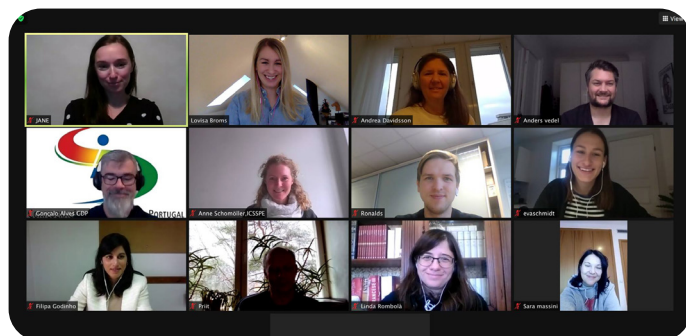 View
JANE
Lovisa Broms
Andrea Davidsson
Anders vedel
Gonçalo Alves CDP
PORTUGAL
Anne Schomöller,ICSSPE
Ronalds
evaschmidt
Filipa Godinho
Priit
Linda Rombolà
Sara massini